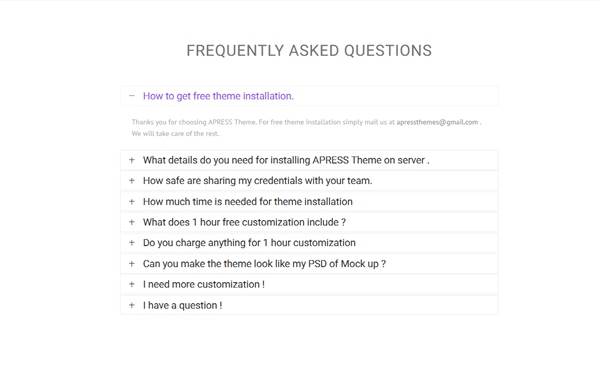 FREQUENTLY ASKED QUESTIONS
− How to get free theme installation.
Thank you for choosing APRESS Theme. For free theme installation simply mail us at apressthemes@gmail.com .
We will take care of the rest.
+ What details do you need for installing APRESS Theme on server .
+ How safe are sharing my credentials with your team.
+ How much time is needed for theme installation
+ What does 1 hour free customization include ?
+ Do you charge anything for 1 hour customization
+ Can you make the theme look like my PSD of Mock up ?
+ I need more customization !
+ I have a question !